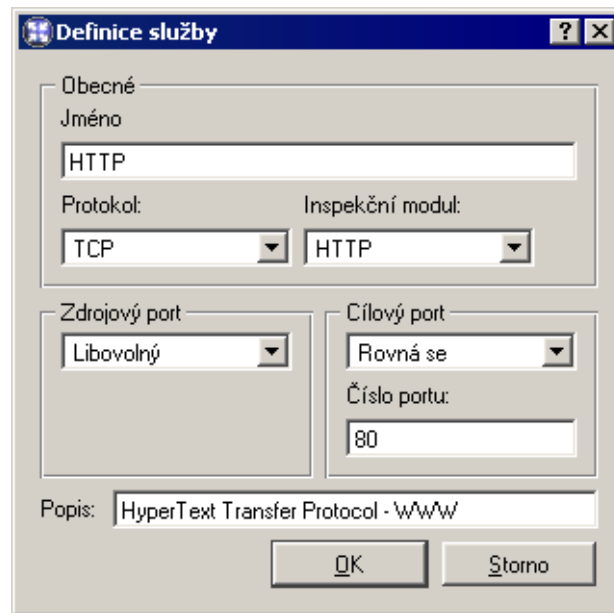 Definice služby
Obecné
Jméno
HTTP
Protokol: Inspekční modul:
TCP HTTP
Zdrojový port Cílový port
Libovolný Rovná se
Číslo portu:
80
Popis: HyperText Transfer Protocol - WWW
OK Storno